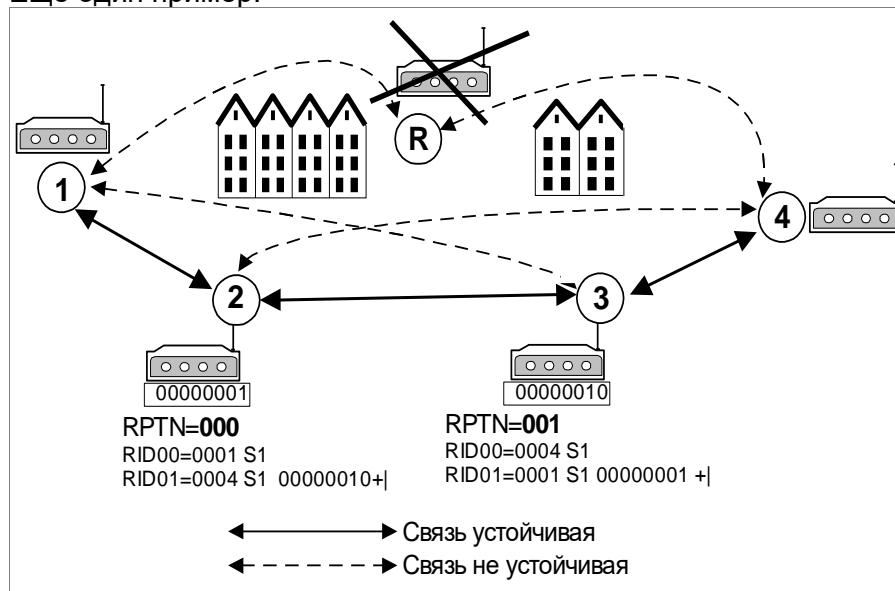 Еще один пример:
R
1
4
2
3
00000001
00000010
RPTN=000
RID00=0001 S1
RID01=0004 S1 00000010+|
RPTN=001
RID00=0004 S1
RID01=0001 S1 00000001 +|
Связь устойчивая
Связь не устойчивая